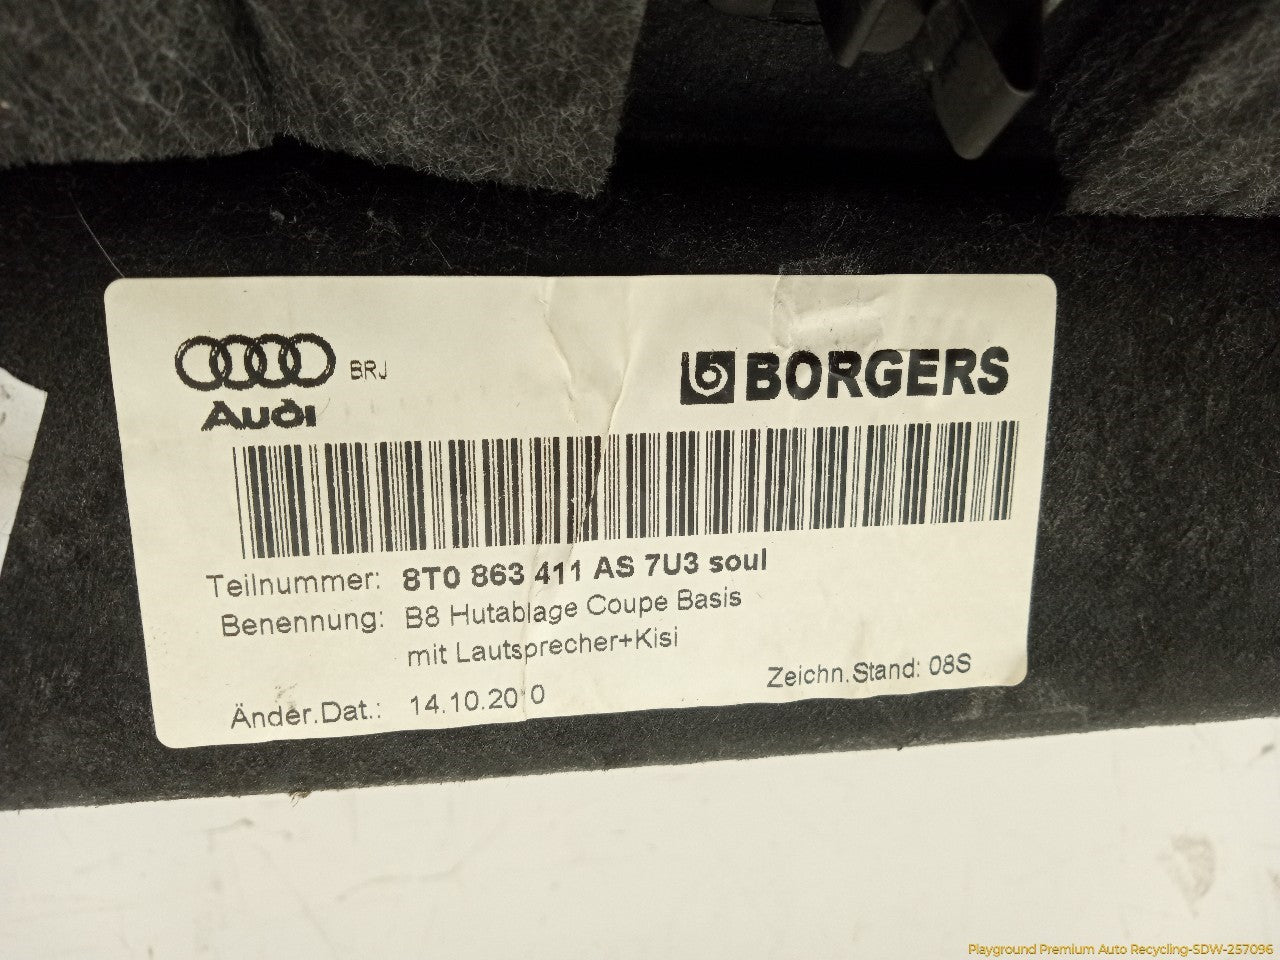 BRJ
Audi
BORGERS
Teilnummer: 8T0 863 411 AS 7U3 soul
Benennung: B8 Hutablage Coupe Basis
mit Lautsprecher+Kisi
Zeichn.Stand: 08S
Änder.Dat.: 14.10.2010
Playground Premium Auto Recycling-SDW-257096